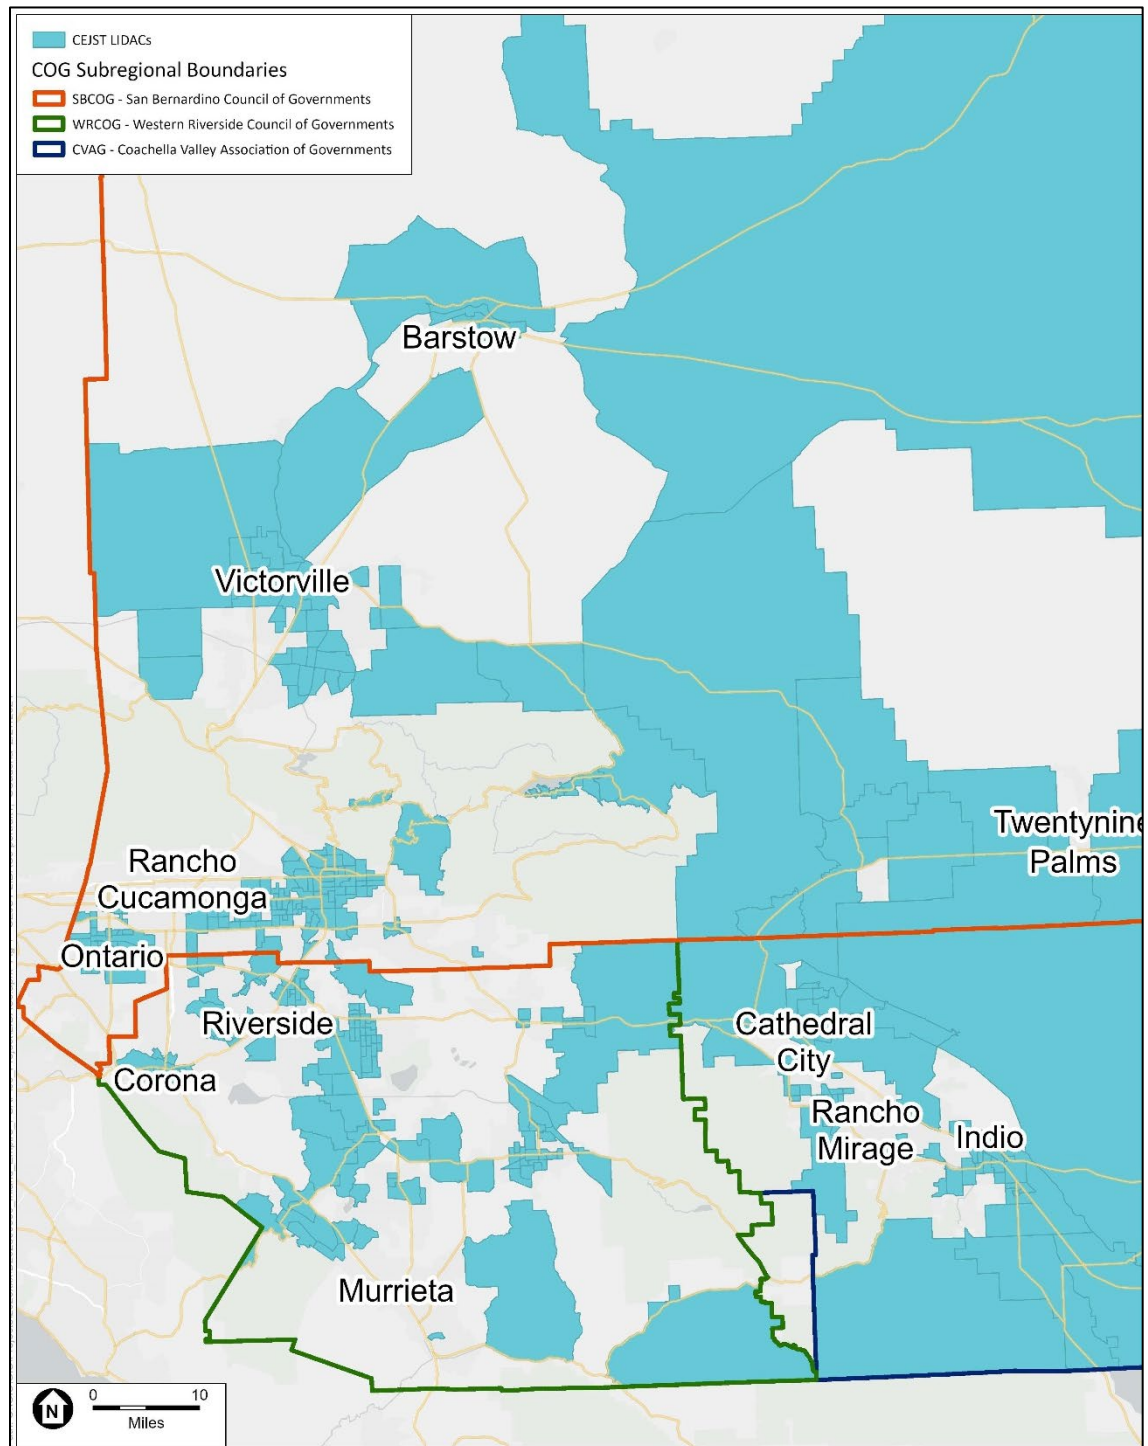 CEJST LIDACs
COG Subregional Boundaries
SBCOG - San Bernardino Council of Governments
WRCOG - Western Riverside Council of Governments
CVAG - Coachella Valley Association of Governments
Barstow
Victorville
Twentynine
Palms
Rancho
Cucamonga
Ontario
Riverside
Cathedral
City
Corona
Rancho
Mirage
Indio
Murrieta
N
0 10
Miles